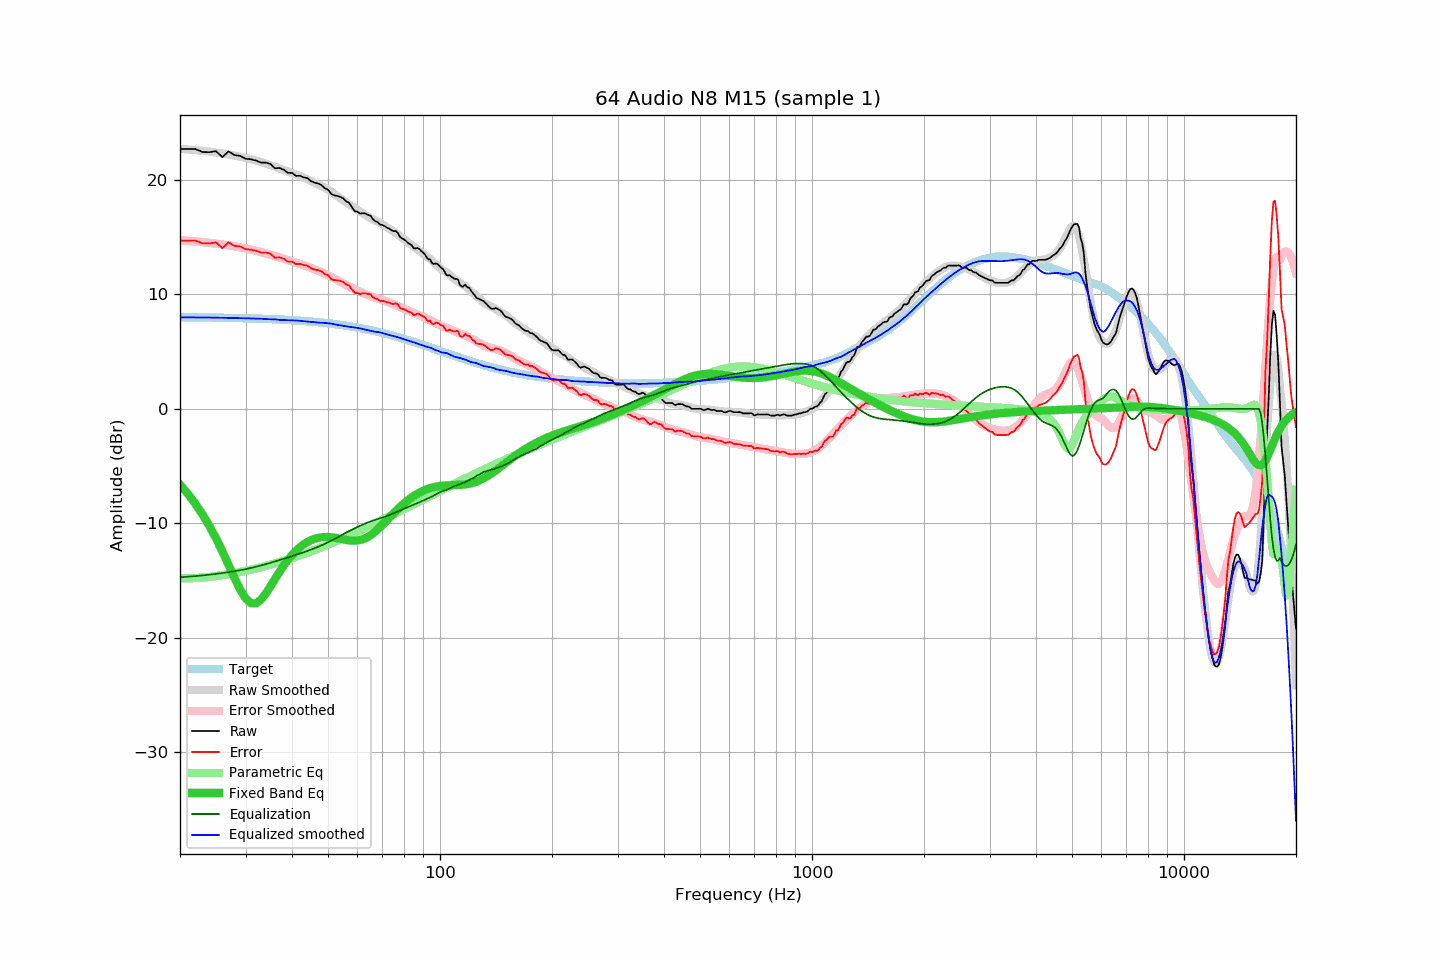 64 Audio N8 M15 (sample 1)
20
10
0
−10
−20
−30
Amplitude (dBr)
Target
Raw Smoothed
Error Smoothed
Raw
Error
Parametric Eq
Fixed Band Eq
Equalization
Equalized smoothed
100
1000
10000
Frequency (Hz)